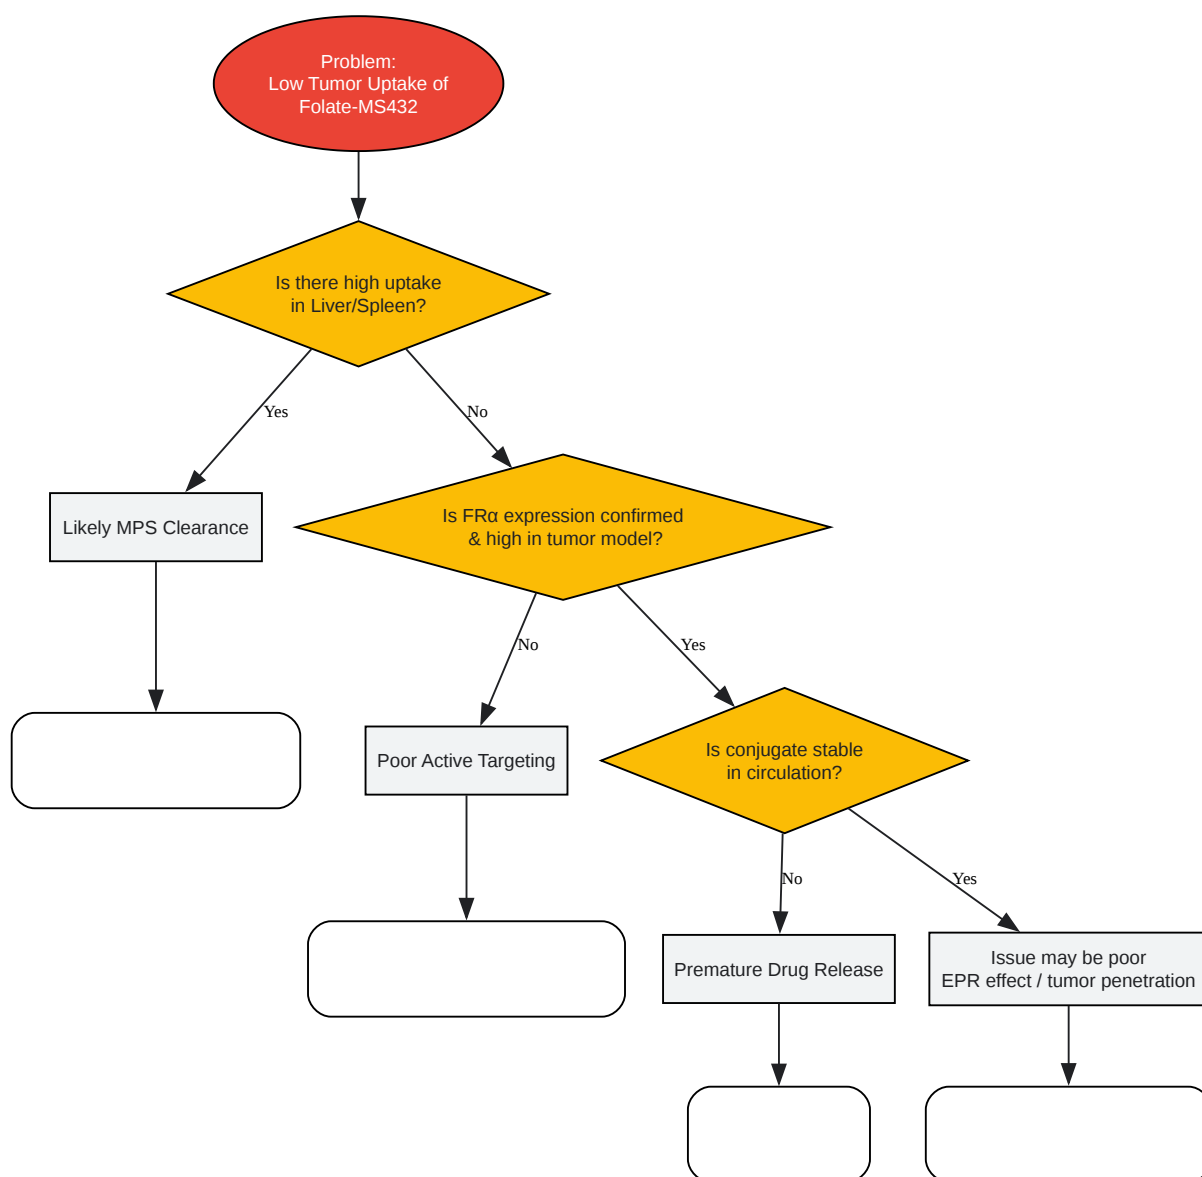 Problem:
Low Tumor Uptake of
Folate-MS432
Is there high uptake
in Liver/Spleen?
Yes
No
Likely MPS Clearance
Is FRα expression confirmed
& high in tumor model?
No
Yes
Poor Active Targeting
Is conjugate stable
in circulation?
No
Yes
Premature Drug Release
Issue may be poor
EPR effect / tumor penetration